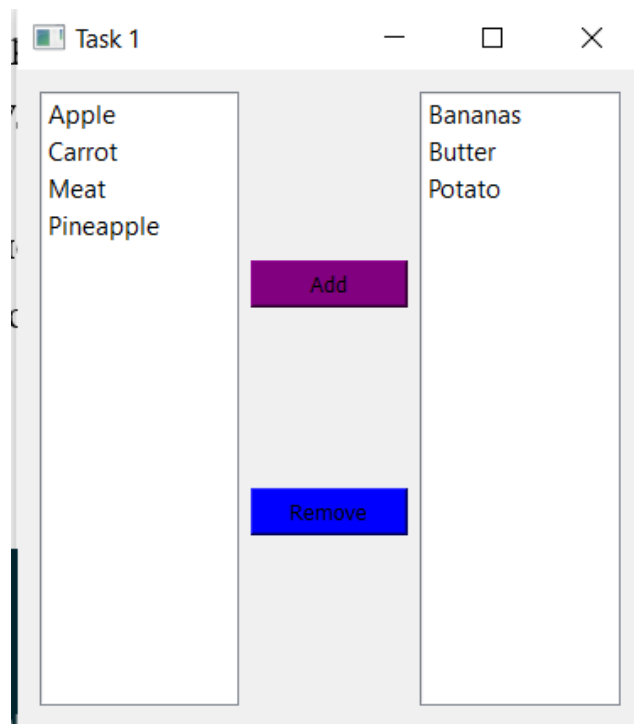 Task 1
Apple
Carrot
Meat
Pineapple
Add
Remove
Bananas
Butter
Potato